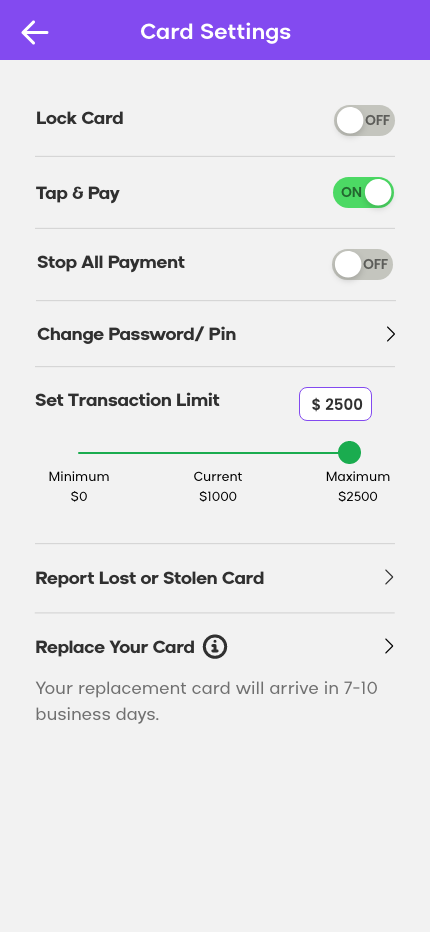 Card Settings
Lock Card OFF
Tap & Pay ON
Stop All Payment OFF
Change Password/ Pin
Set Transaction Limit $ 2500
Minimum Current Maximum
$0 $1000 $2500
Report Lost or Stolen Card
Replace Your Card
Your replacement card will arrive in 7-10
business days.